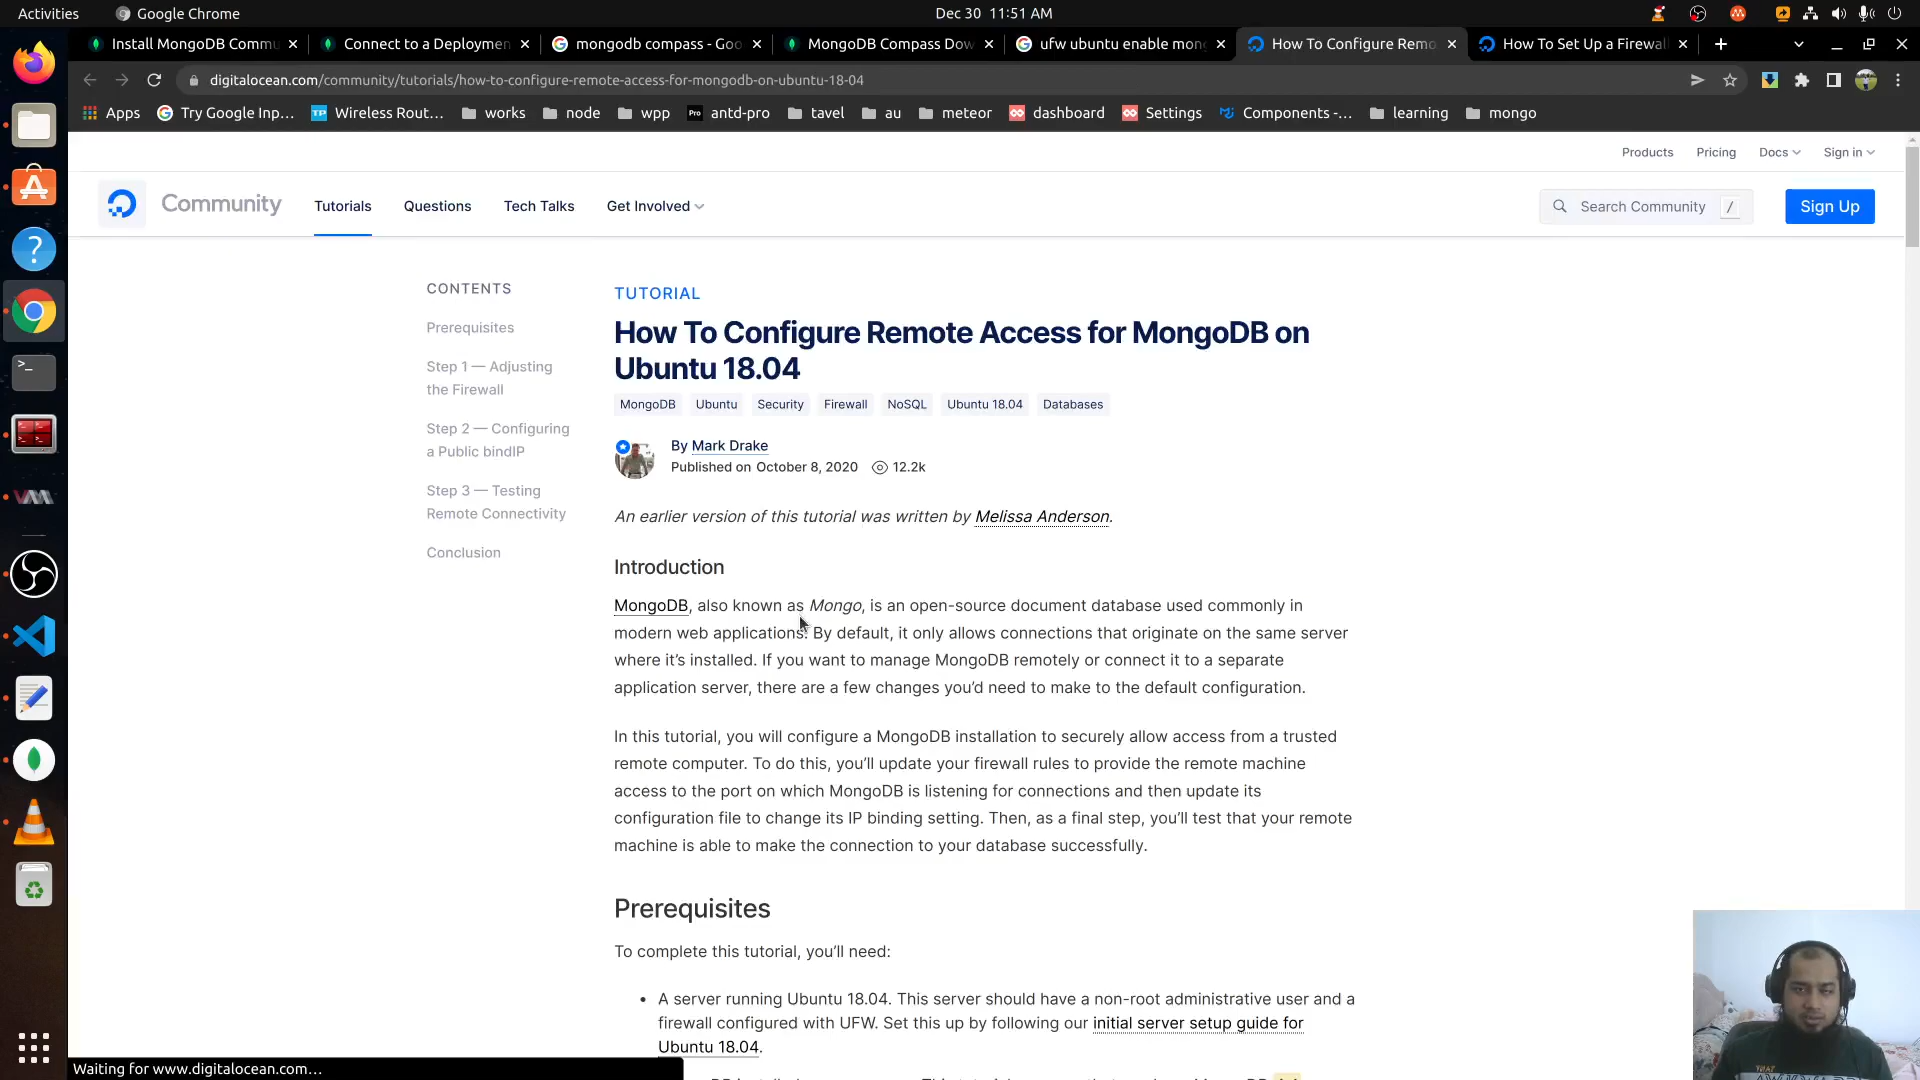 Activities
Google Chrome
Dec 30 11:51 AM
Install MongoDB Commu
Connect to a Deploymen
mongodb compass - Goo
MongoDB Compass Dow
ufw ubuntu enable mon
How To Configure Remo
How To Set Up a Firewal
digitalocean.com/community/tutorials/how-to-configure-remote-access-for-mongodb-on-ubuntu-18-04
Apps
Try Google Inp...
TP
Wireless Rout...
works
node
wpp
Pro
antd-pro
tavel
au
meteor
dashboard
Settings
Components -...
learning
mongo
Products
Pricing
Docs
Sign in
Community
Tutorials
Questions
Tech Talks
Get Involved
Search Community
/
Sign Up
CONTENTS
Prerequisites
Step 1 — Adjusting
the Firewall
Step 2 — Configuring
a Public bindIP
Step 3 — Testing
Remote Connectivity
Conclusion
TUTORIAL
How To Configure Remote Access for MongoDB on
Ubuntu 18.04
MongoDB
Ubuntu
Security
Firewall
NoSQL
Ubuntu 18.04
Databases
By Mark Drake
Published on October 8, 2020
12.2k
An earlier version of this tutorial was written by Melissa Anderson.
Introduction
MongoDB, also known as Mongo, is an open-source document database used commonly in
modern web applications. By default, it only allows connections that originate on the same server
where it’s installed. If you want to manage MongoDB remotely or connect it to a separate
application server, there are a few changes you’d need to make to the default configuration.
In this tutorial, you will configure a MongoDB installation to securely allow access from a trusted
remote computer. To do this, you’ll update your firewall rules to provide the remote machine
access to the port on which MongoDB is listening for connections and then update its
configuration file to change its IP binding setting. Then, as a final step, you’ll test that your remote
machine is able to make the connection to your database successfully.
Prerequisites
To complete this tutorial, you’ll need:
• A server running Ubuntu 18.04. This server should have a non-root administrative user and a
firewall configured with UFW. Set this up by following our initial server setup guide for
Ubuntu 18.04.
Waiting for www.digitalocean.com...